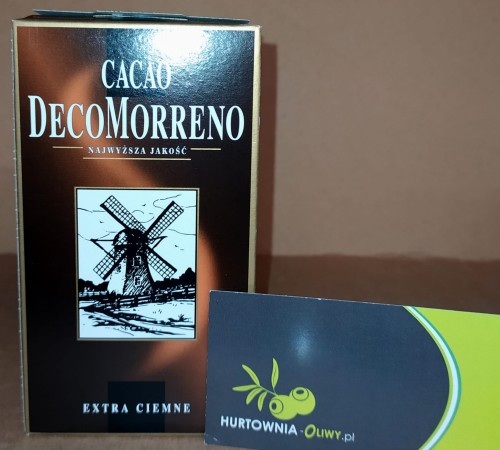 CACAO
DECOMORRENO
NAJWYŻSZA JAKOŚĆ
EXTRA CIEMNE
HURTOWNIA-OLIWY.pl